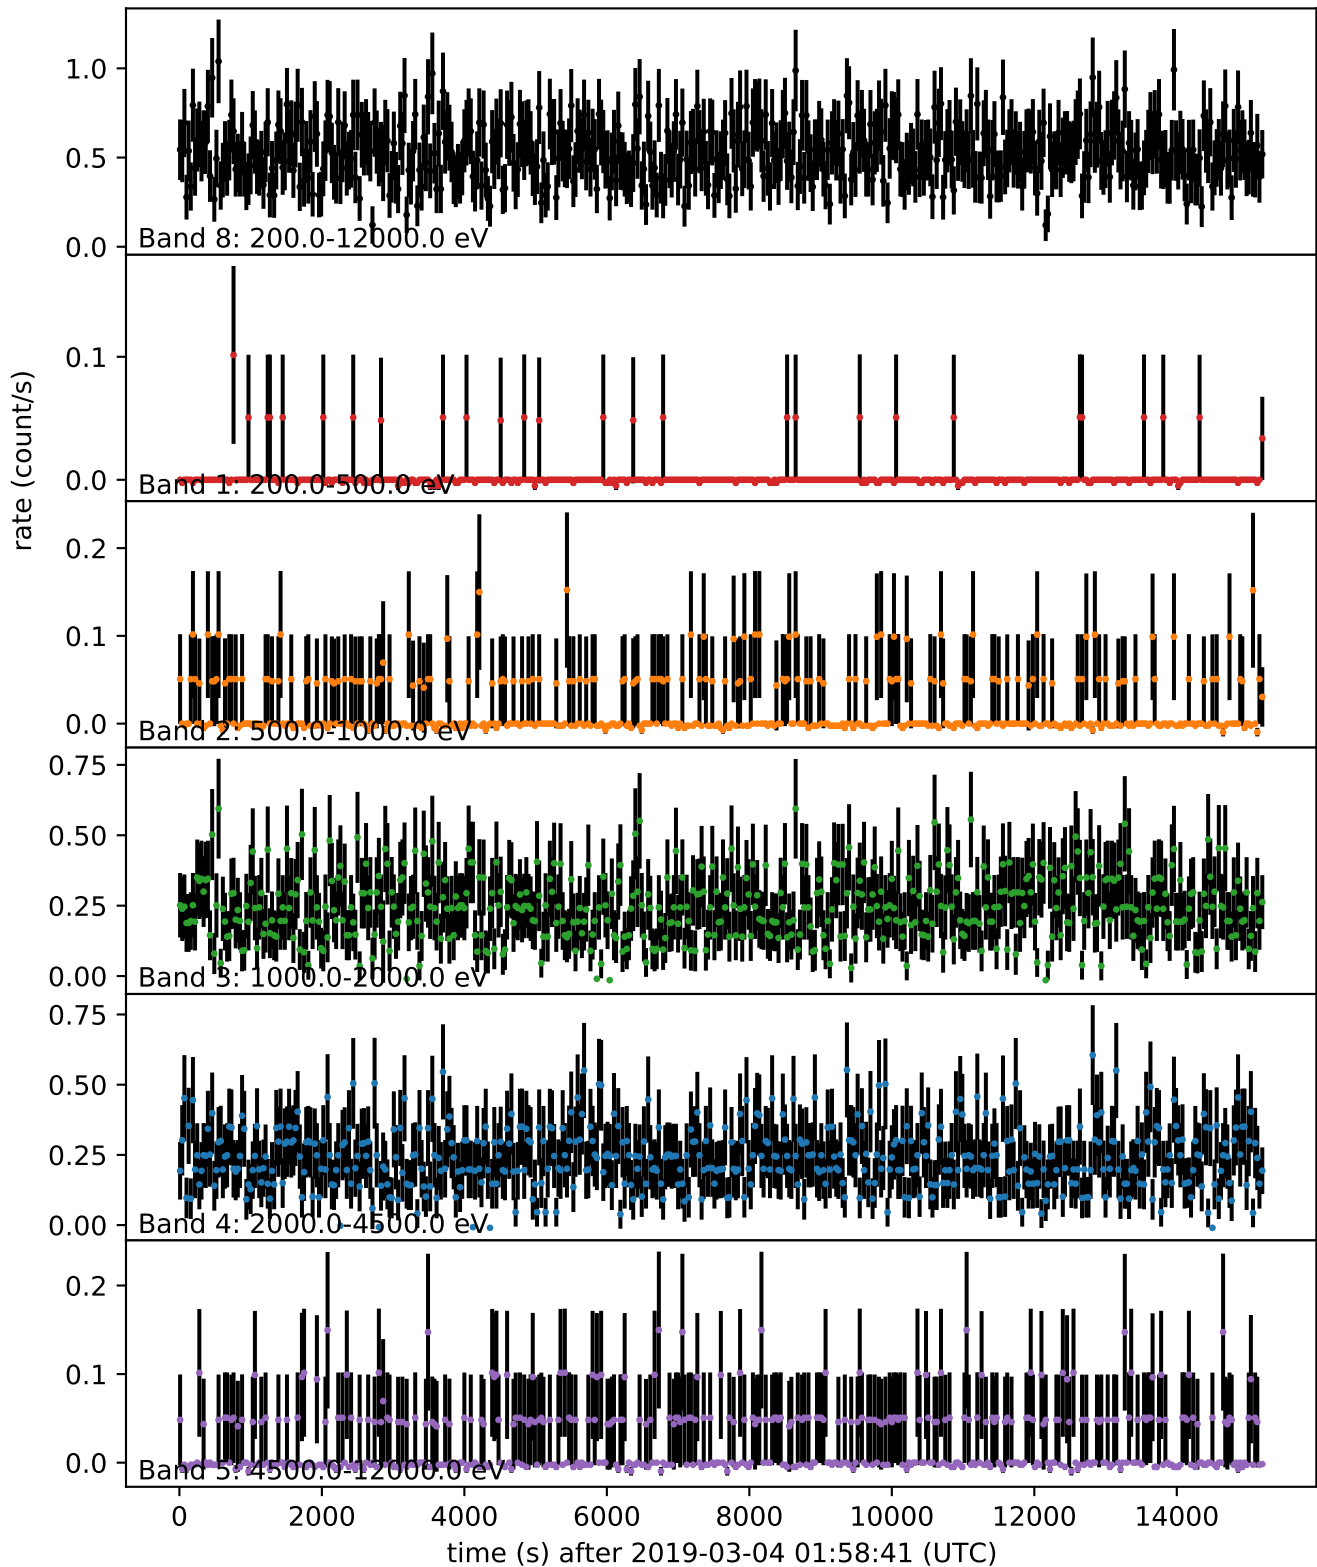 1.0
0.5
0.0
Band 8: 200.0-12000.0 eV
0.1
0.0
Band 1: 200.0-500.0 eV
rate (count/s)
0.2
0.1
0.0
Band 2: 500.0-1000.0 eV
0.75
0.50
0.25
0.00
Band 3: 1000.0-2000.0 eV
0.75
0.50
0.25
0.00
Band 4: 2000.0-4500.0 eV
0.2
0.1
0.0
Band 5: 4500.0-12000.0 eV
0 2000 4000 6000 8000 10000 12000 14000
time (s) after 2019-03-04 01:58:41 (UTC)